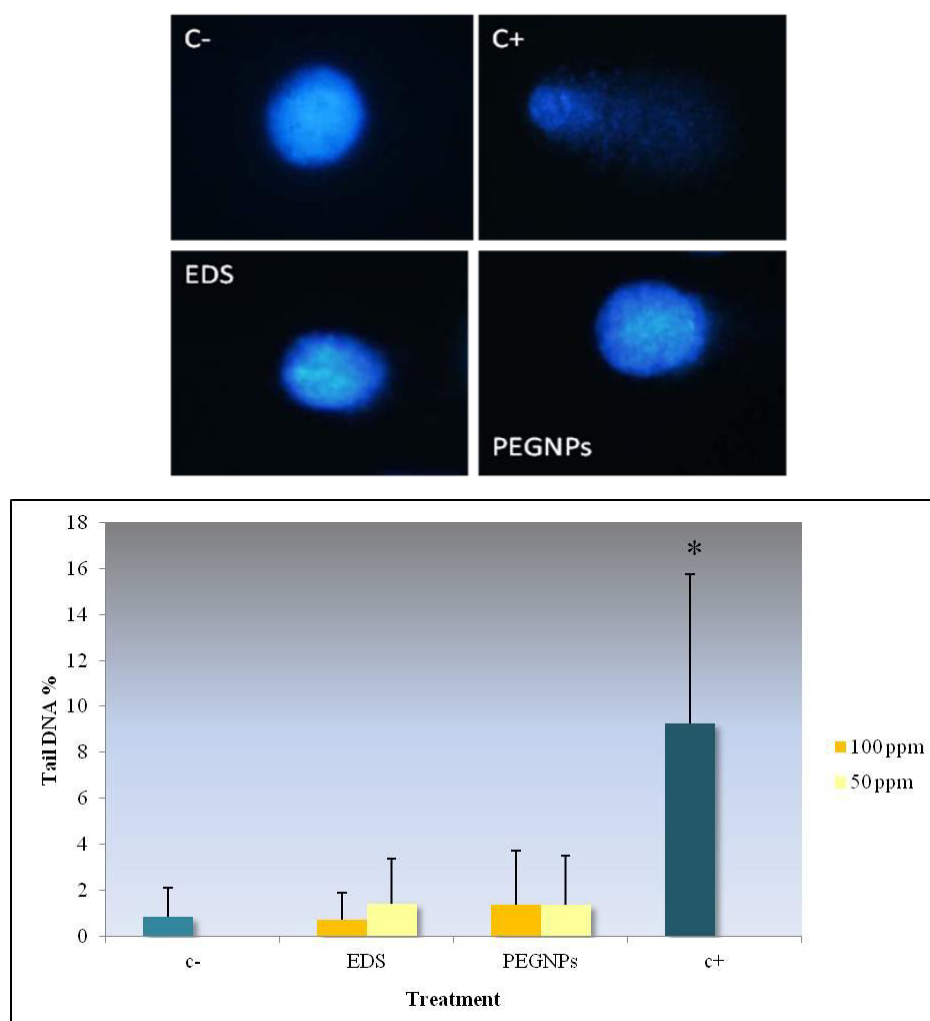 C-
C+
EDS
PEGNPs
18
16
14
12
10
8
6
4
2
0
Tail DNA %
*
c-
EDS
PEGNPs
c+
Treatment
100 ppm
50 ppm